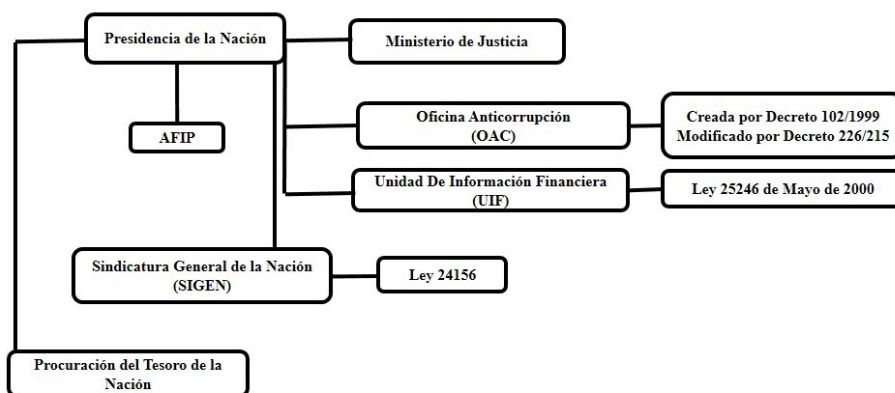 Presidencia de la Nación
Ministerio de Justicia
AFIP
Oficina Anticorrupción
(OAC)
Creada por Decreto 102/1999
Modificado por Decreto 226/215
Unidad De Información Financiera
(UIF)
Ley 25246 de Mayo de 2000
Sindicatura General de la Nación
(SIGEN)
Ley 24156
Procuración del Tesoro de la
Nación